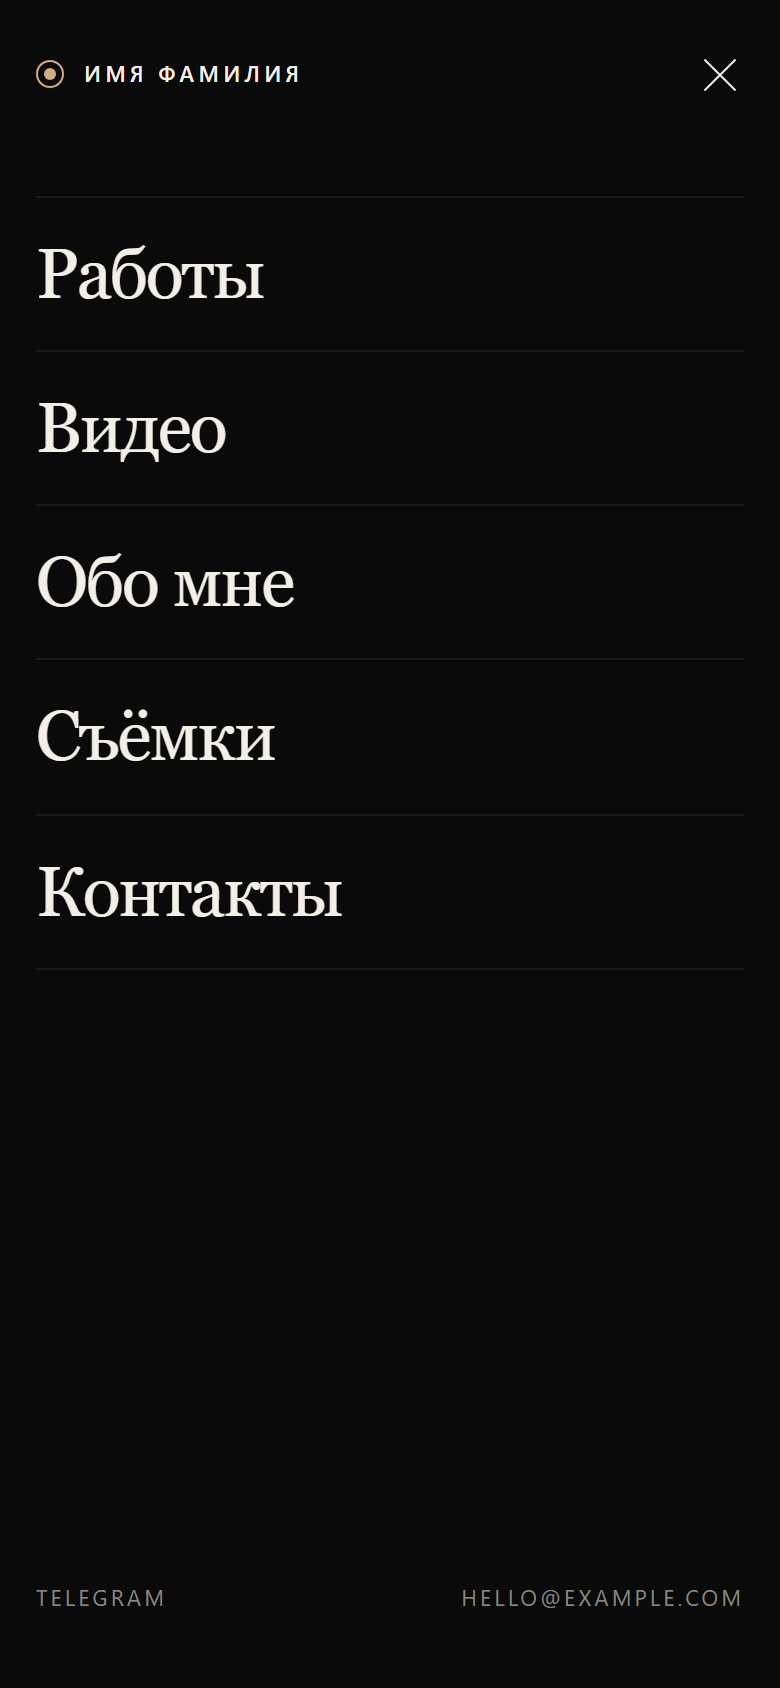 ИМЯ ФАМИЛИЯ
Работы
Видео
Обо мне
Съёмки
Контакты
TELEGRAM
HELLO@EXAMPLE.COM